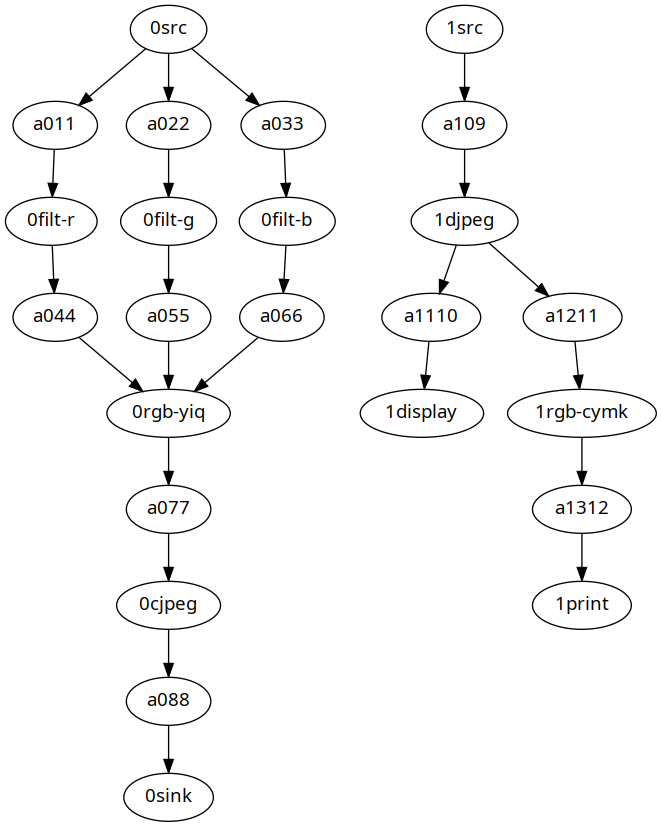 0src
1src
a011
a022
a033
a109
0filt-r
0filt-g
0filt-b
1djpeg
a044
a055
a066
a1110
a1211
0rgb-yiq
1display
1rgb-cymk
a077
a1312
0cjpeg
1print
a088
0sink